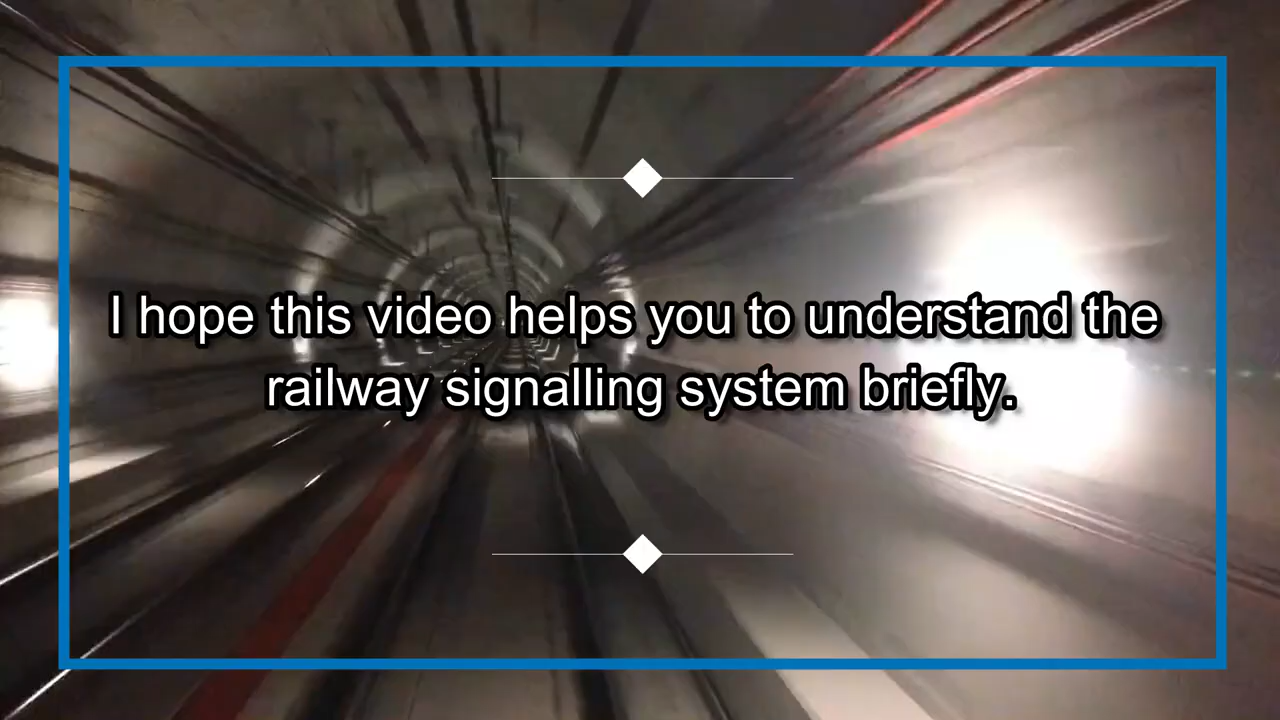 I hope this video helps you to understand the
railway signalling system briefly.